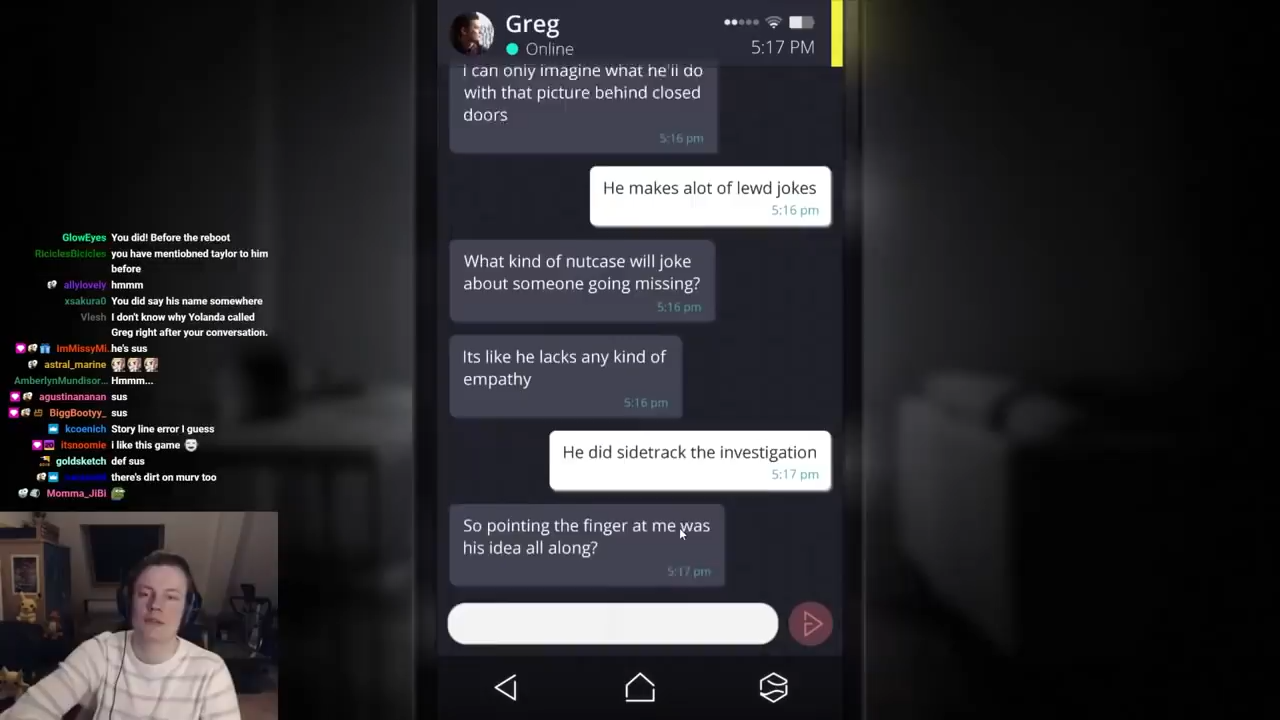 Greg
Online
5:17 PM
I can only imagine what he'll do
with that picture behind closed
doors
5:16 pm
He makes alot of lewd jokes
5:16 pm
What kind of nutcase will joke
about someone going missing?
5:16 pm
Its like he lacks any kind of
empathy
5:16 pm
He did sidetrack the investigation
5:17 pm
So pointing the finger at me was
his idea all along?
5:17 pm
GlowEyes You did! Before the reboot
RiciclesBicicles you have mentiobned taylor to him
before
allylovely hmmm
xsakura0 You did say his name somewhere
Vlesh I don't know why Yolanda called
Greg right after your conversation.
imMissyMi.. he's sus
astral_marine
AmberlynMundisor... Hmmm...
agustinananan sus
BiggBootyy_ sus
kcoenich Story line error I guess
itsnoomie i like this game
goldsketch def sus
there's dirt on murv too
Momma_JiBi